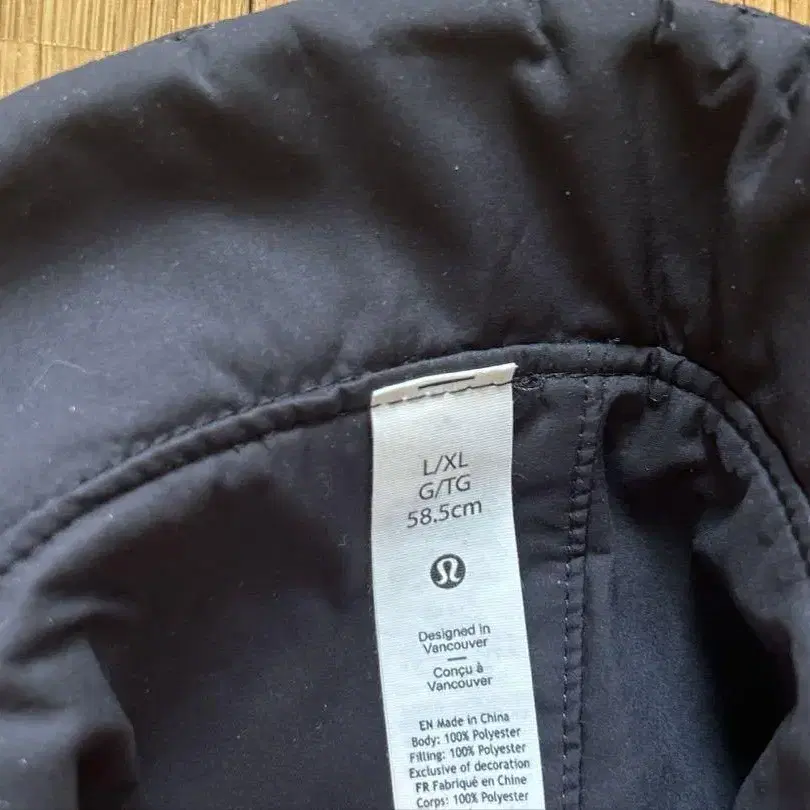 L/XL
G/TG
58.5cm
Designed in
Vancouver
Conçu à
Vancouver
EN Made in China
Body: 100% Polyester
Filling: 100% Polyester
Exclusive of decoration
FR Fabriqué en Chine
Corps: 100% Polyester